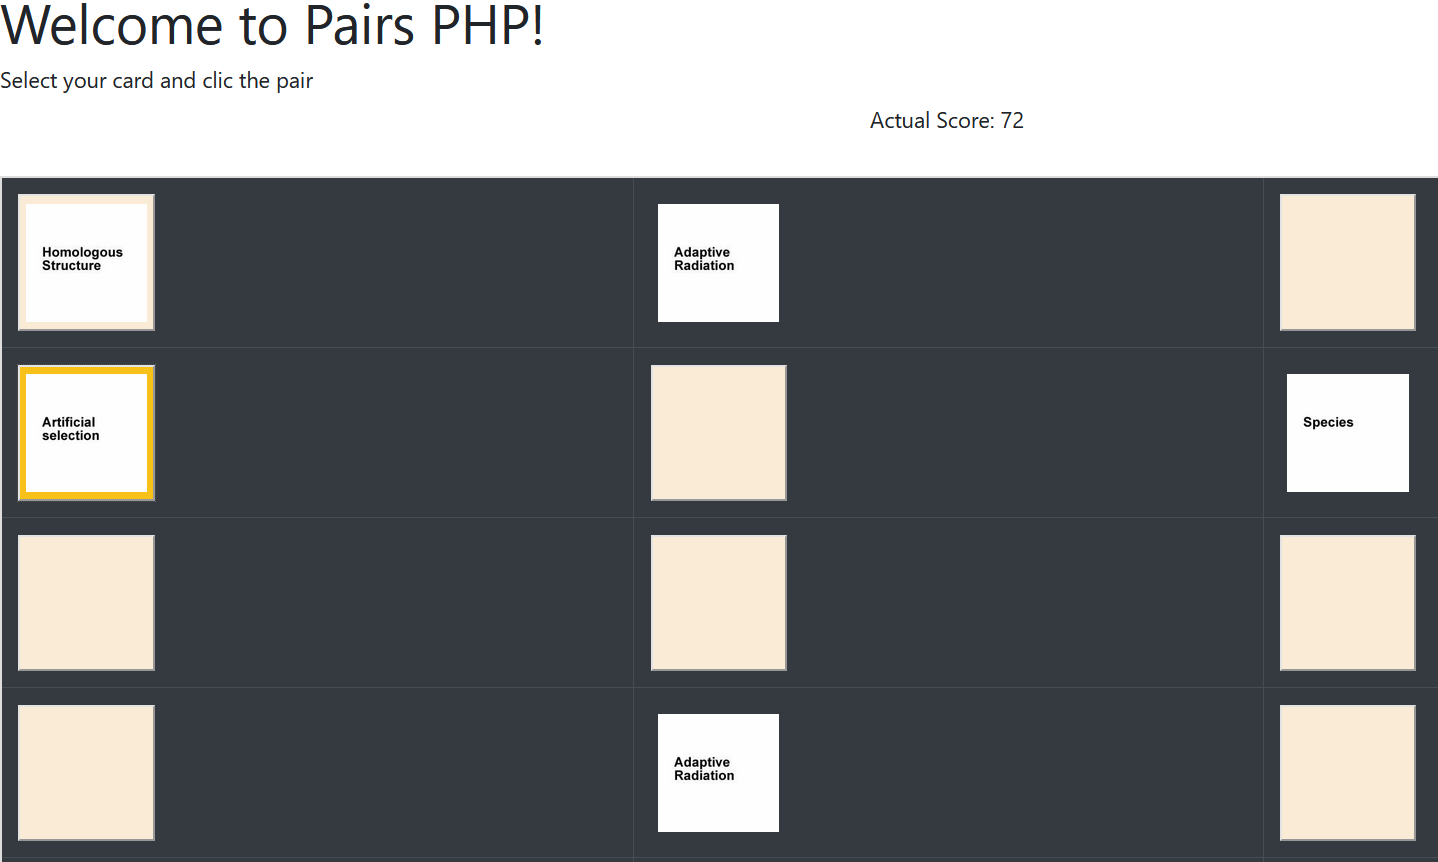 Welcome to Pairs PHP!
Select your card and clic the pair
Actual Score: 72
Homologous
Structure
Adaptive
Radiation
Artificial
selection
Species
Adaptive
Radiation